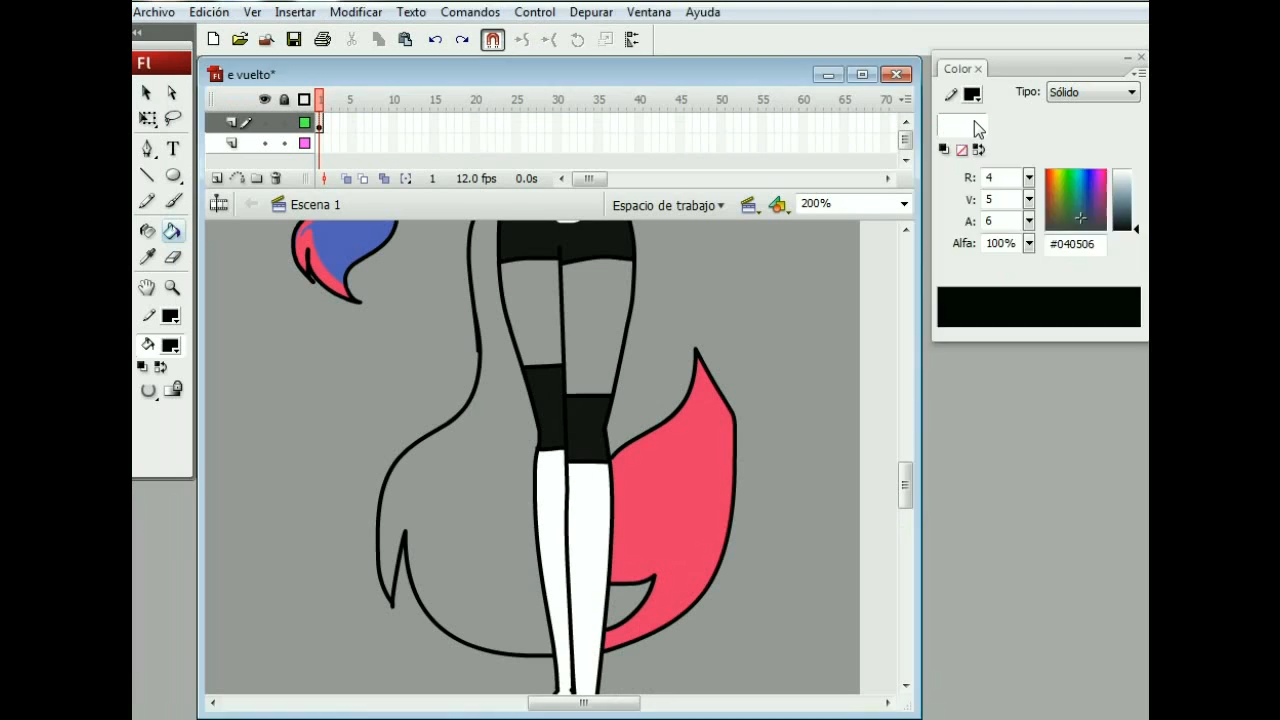 Archivo Edición Ver Insertar Modificar Texto Comandos Control Depurar Ventana Ayuda
Fl
e vuelto*
1 5 10 15 20 25 30 35 40 45 50 55 60 65 70
1 12.0 fps 0.0s
Escena 1
Espacio de trabajo
200%
Color
Tipo: Sólido
R: 4
V: 5
A: 6
Alfa: 100% #040506